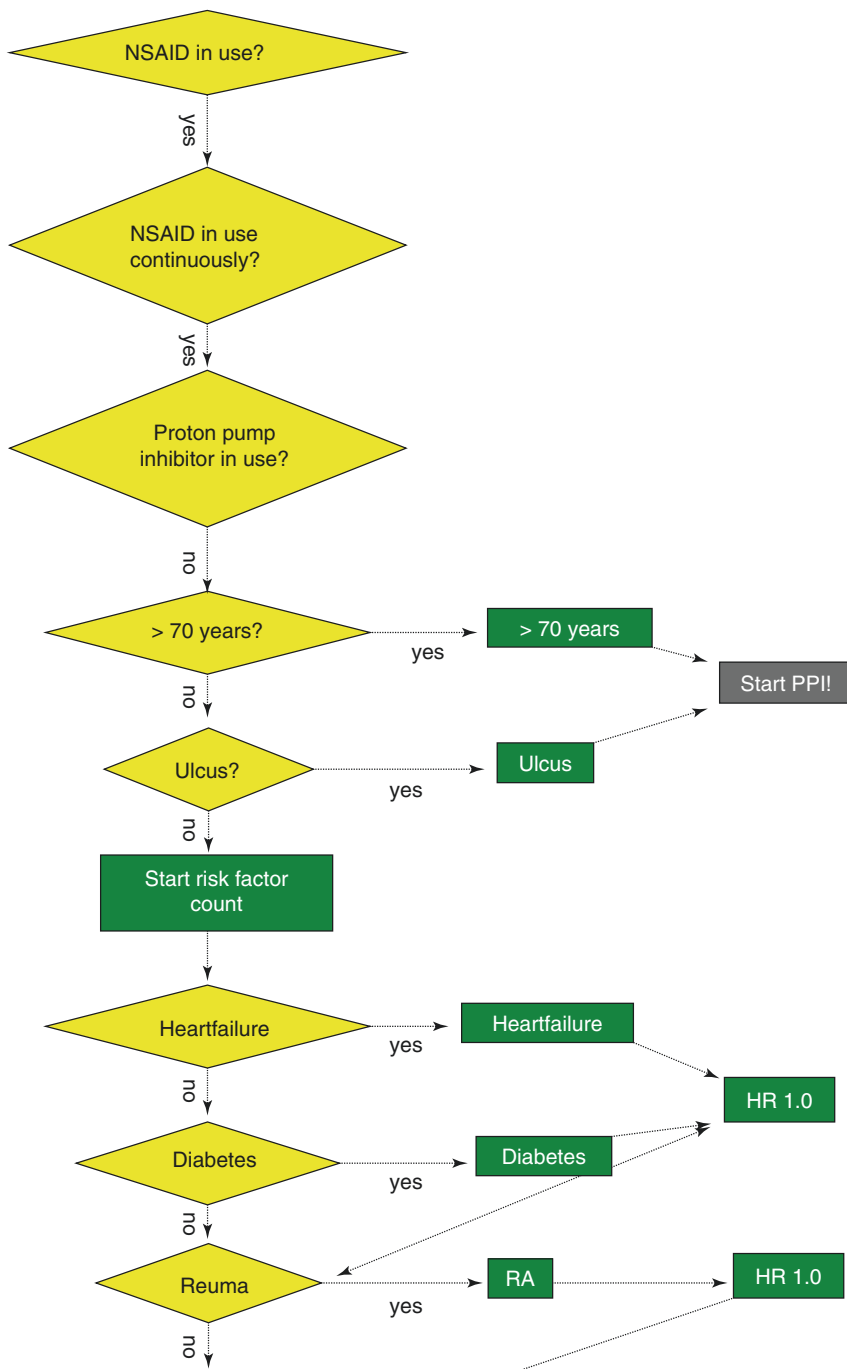 NSAID in use?
yes
NSAID in use
continuously?
yes
Proton pump
inhibitor in use?
no
> 70 years?
yes
> 70 years
Start PPI!
no
Ulcus?
yes
Ulcus
no
Start risk factor
count
Heartfailure
yes
Heartfailure
HR 1.0
no
Diabetes
yes
Diabetes
no
Reuma
yes
RA
HR 1.0
no